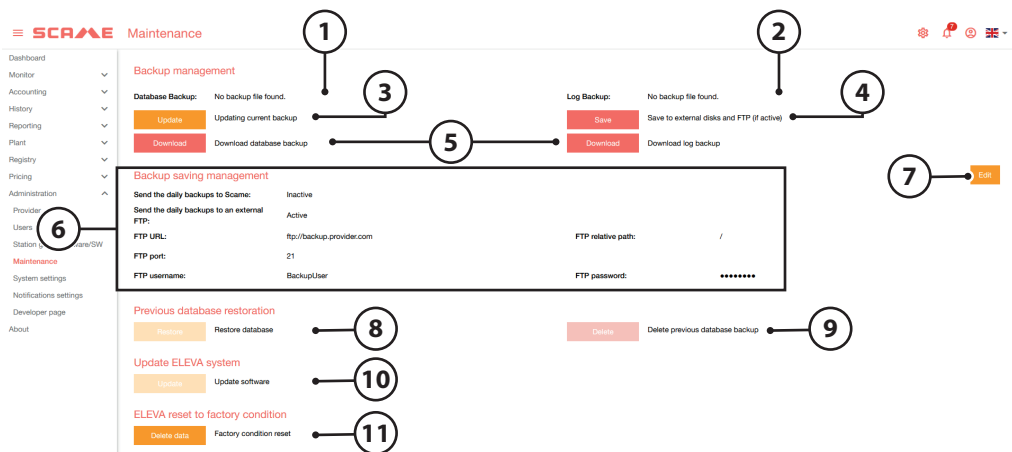 1
2
SCAME Maintenance
7
Dashboard
Monitor
Accounting
History
Reporting
Plant
Registry
Pricing
Administration
Provider
Users
Station
Maintenance
System settings
Notifications settings
Developer page
About
Backup management
Database Backup: No backup file found.
3
Log Backup: No backup file found.
4
Update Updating current backup
Save Save to external disks and FTP (if active)
Download Download database backup
5
Download Download log backup
Backup saving management
7
Edit
6
Send the daily backups to Scame: Inactive
Send the daily backups to an external
FTP: Active
FTP URL: ftp://backup.provider.com FTP relative path: /
FTP port: 21
FTP username: BackupUser FTP password: ••••••••
Previous database restoration
Restore Restore database
8
Delete Delete previous database backup
9
Update ELEVA system
Update Update software
10
ELEVA reset to factory condition
Delete data Factory condition reset
11